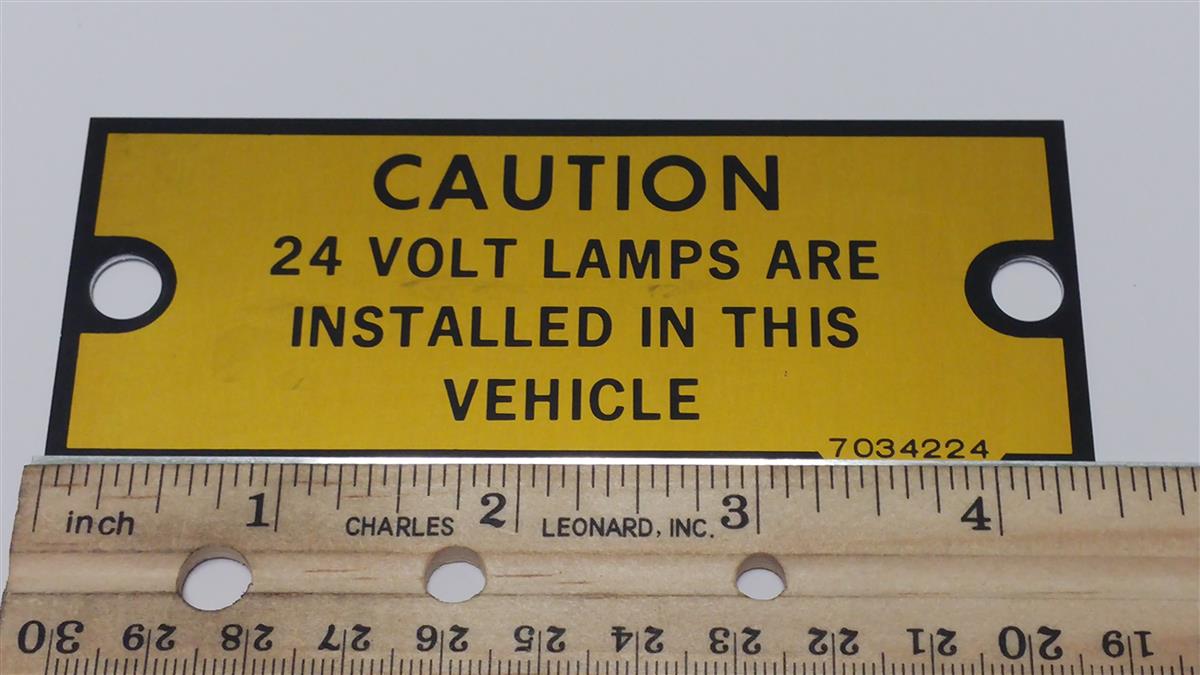 CAUTION
24 VOLT LAMPS ARE
INSTALLED IN THIS
VEHICLE
7034224
1 2 3 4
inch CHARLES LEONARD, INC.
30 29 28 27 26 25 24 23 22 21 20 19